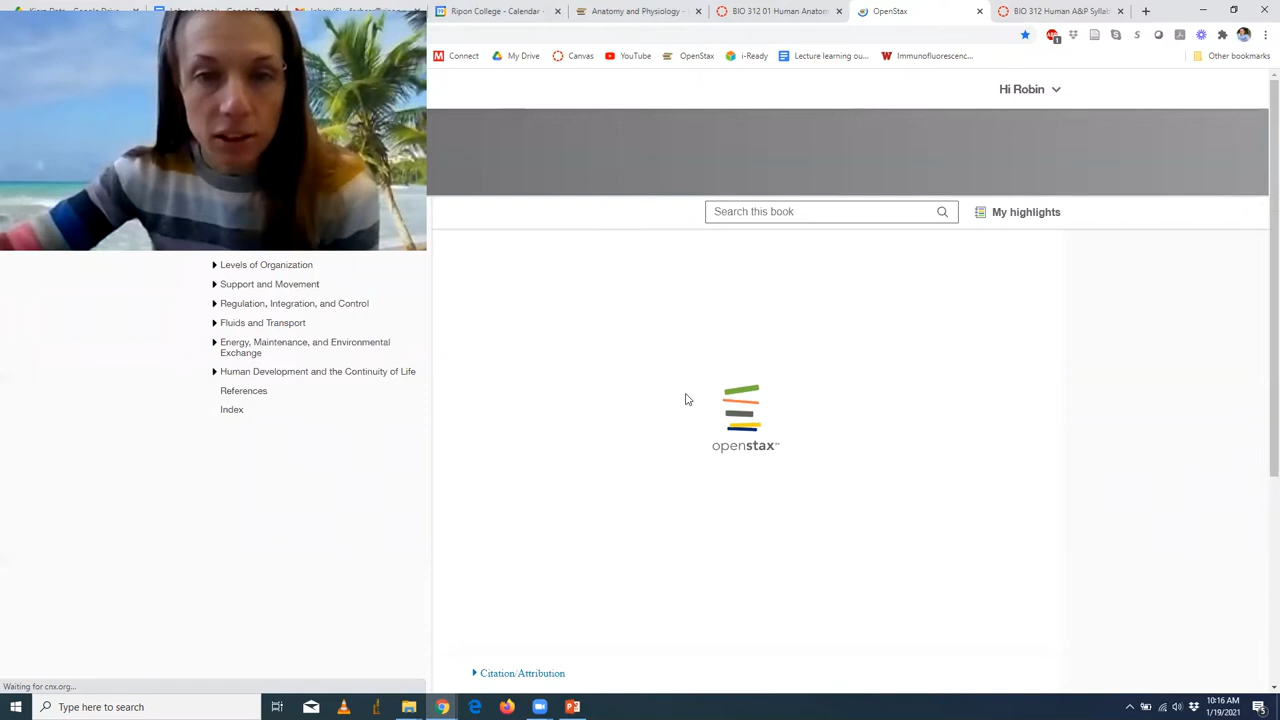 Ripon College - Calendar -
Anatomy and Physiology -
BIO 312 01 Human Anatom
OpenStax
BIO 312 Human A&P Syllab
Connect
My Drive
Canvas
YouTube
OpenStax
i-Ready
Lecture learning ou...
Immunofluorescenc...
Other bookmarks
Hi Robin
Search this book
My highlights
Levels of Organization
Support and Movement
Regulation, Integration, and Control
Fluids and Transport
Energy, Maintenance, and Environmental
Exchange
Human Development and the Continuity of Life
References
Index
openstax
Citation/Attribution
Waiting for cnx.org...
Type here to search
10:16 AM
1/19/2021